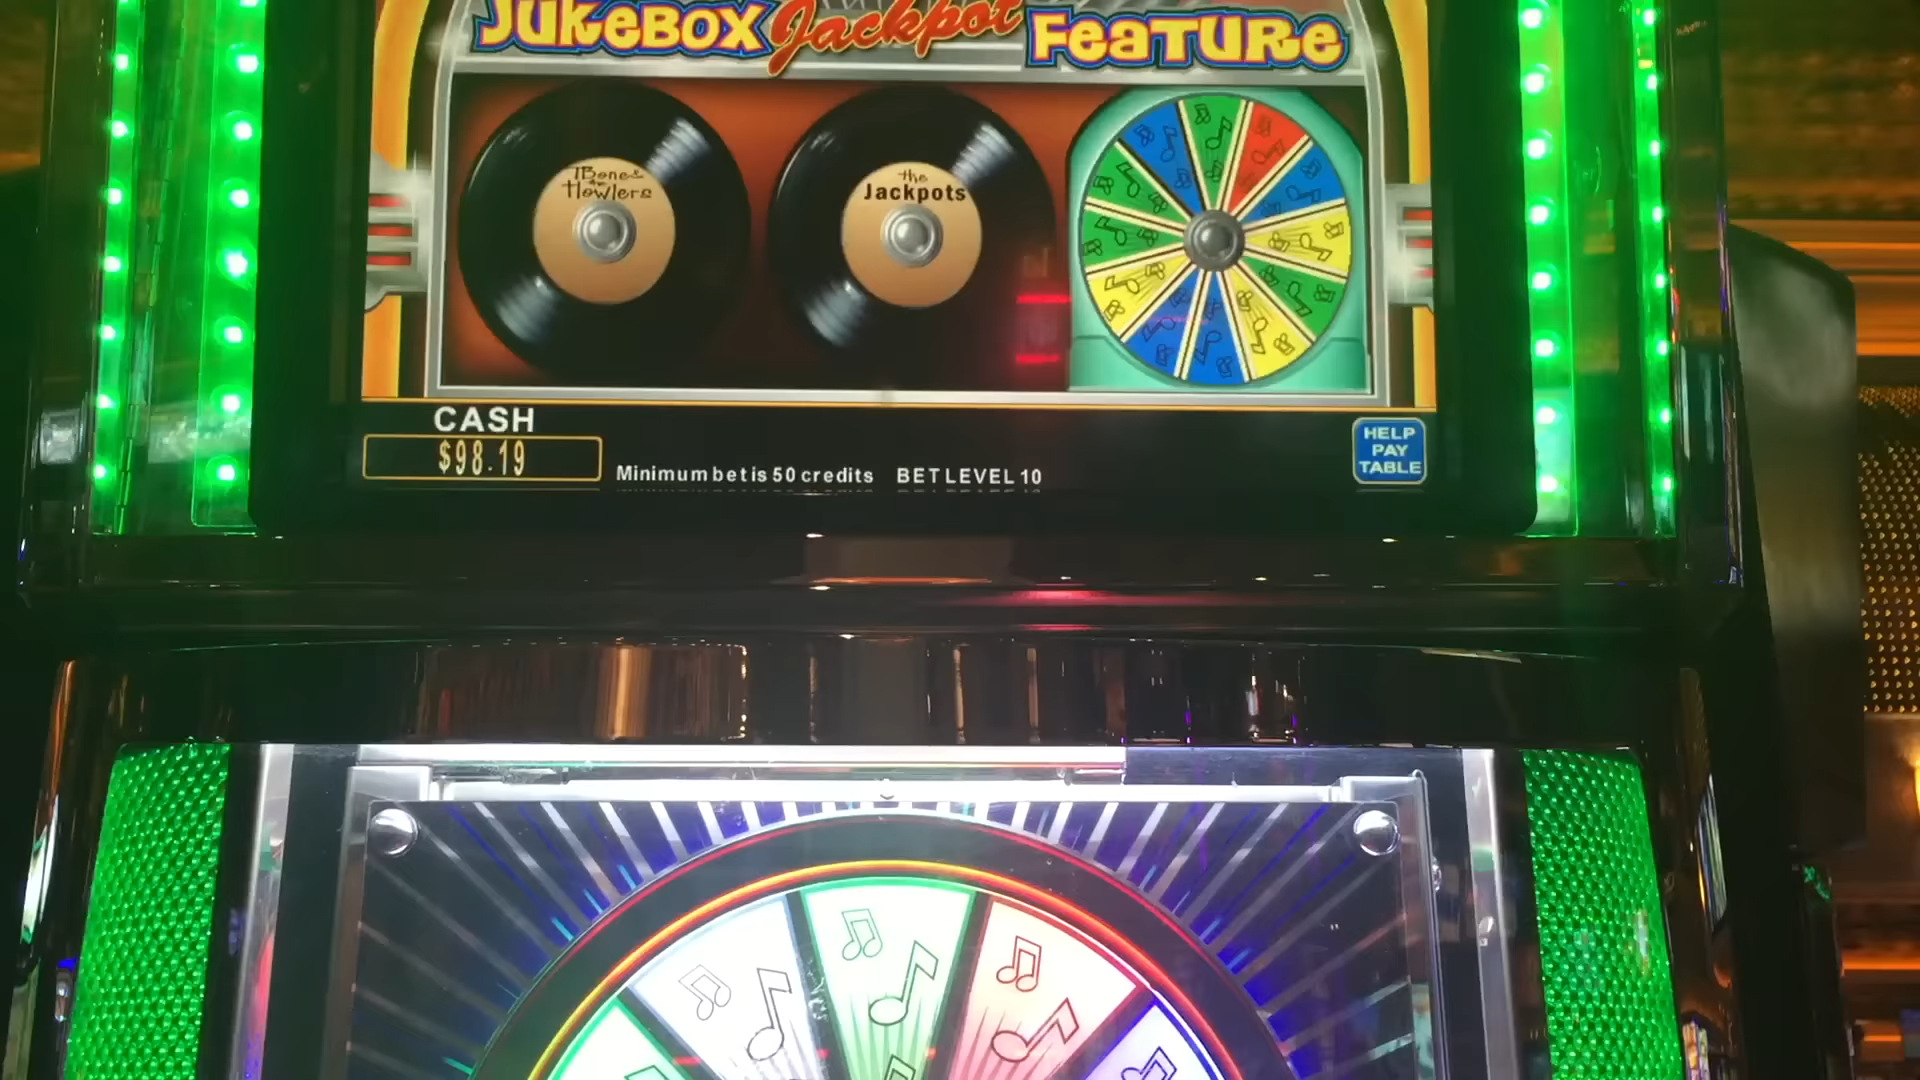 JUKEBOX Jackpot FEATURE
TBone &
the Howlers
the
Jackpots
CASH
$98.19
Minimum bet is 50 credits BET LEVEL 10
HELP
PAY
TABLE